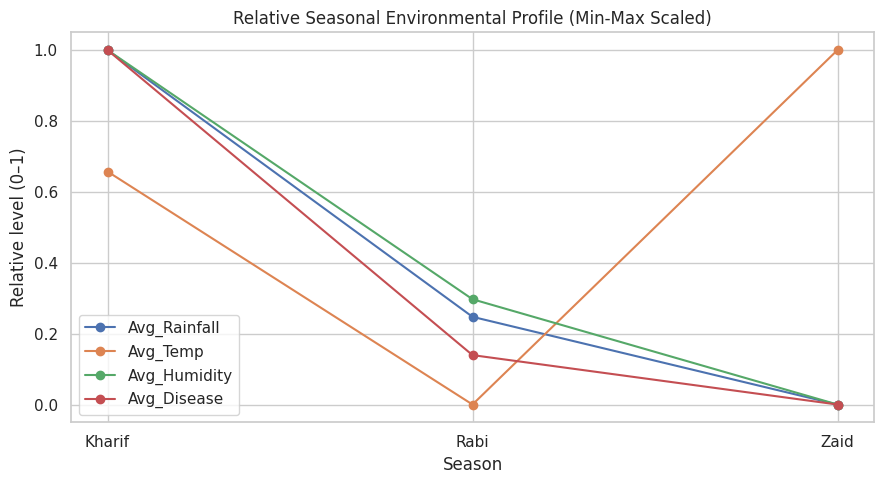 Relative Seasonal Environmental Profile (Min-Max Scaled)
Relative level (0–1)
1.0
0.8
0.6
0.4
0.2
0.0
Avg_Rainfall
Avg_Temp
Avg_Humidity
Avg_Disease
Kharif
Rabi
Zaid
Season